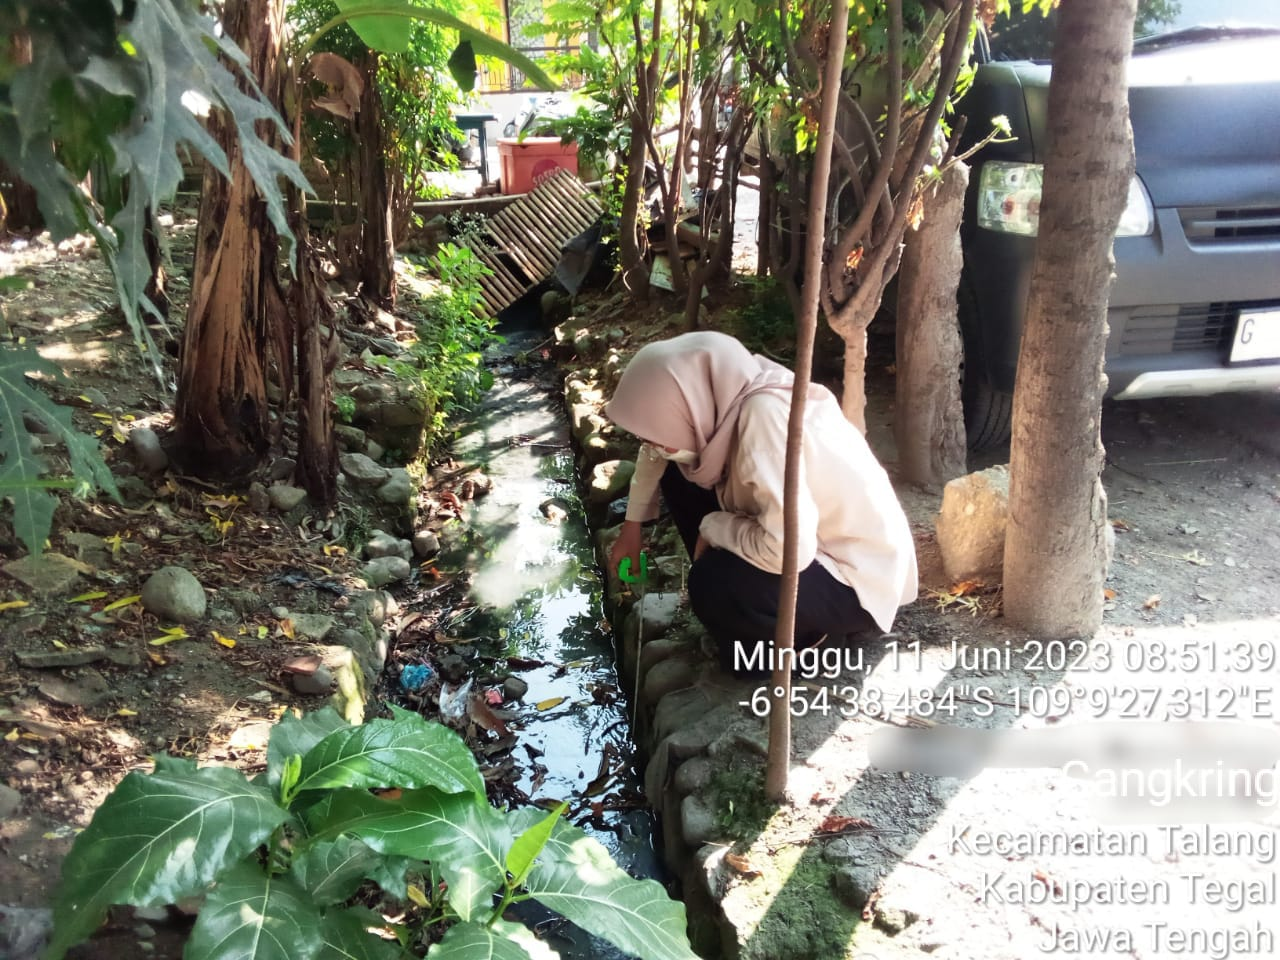 G
Minggu, 11 Juni 2023 08:51:39
-6°54'38,484"S 109°9'27,312"E
Cangkring
Kecamatan Talang
Kabupaten Tegal
Jawa Tengah